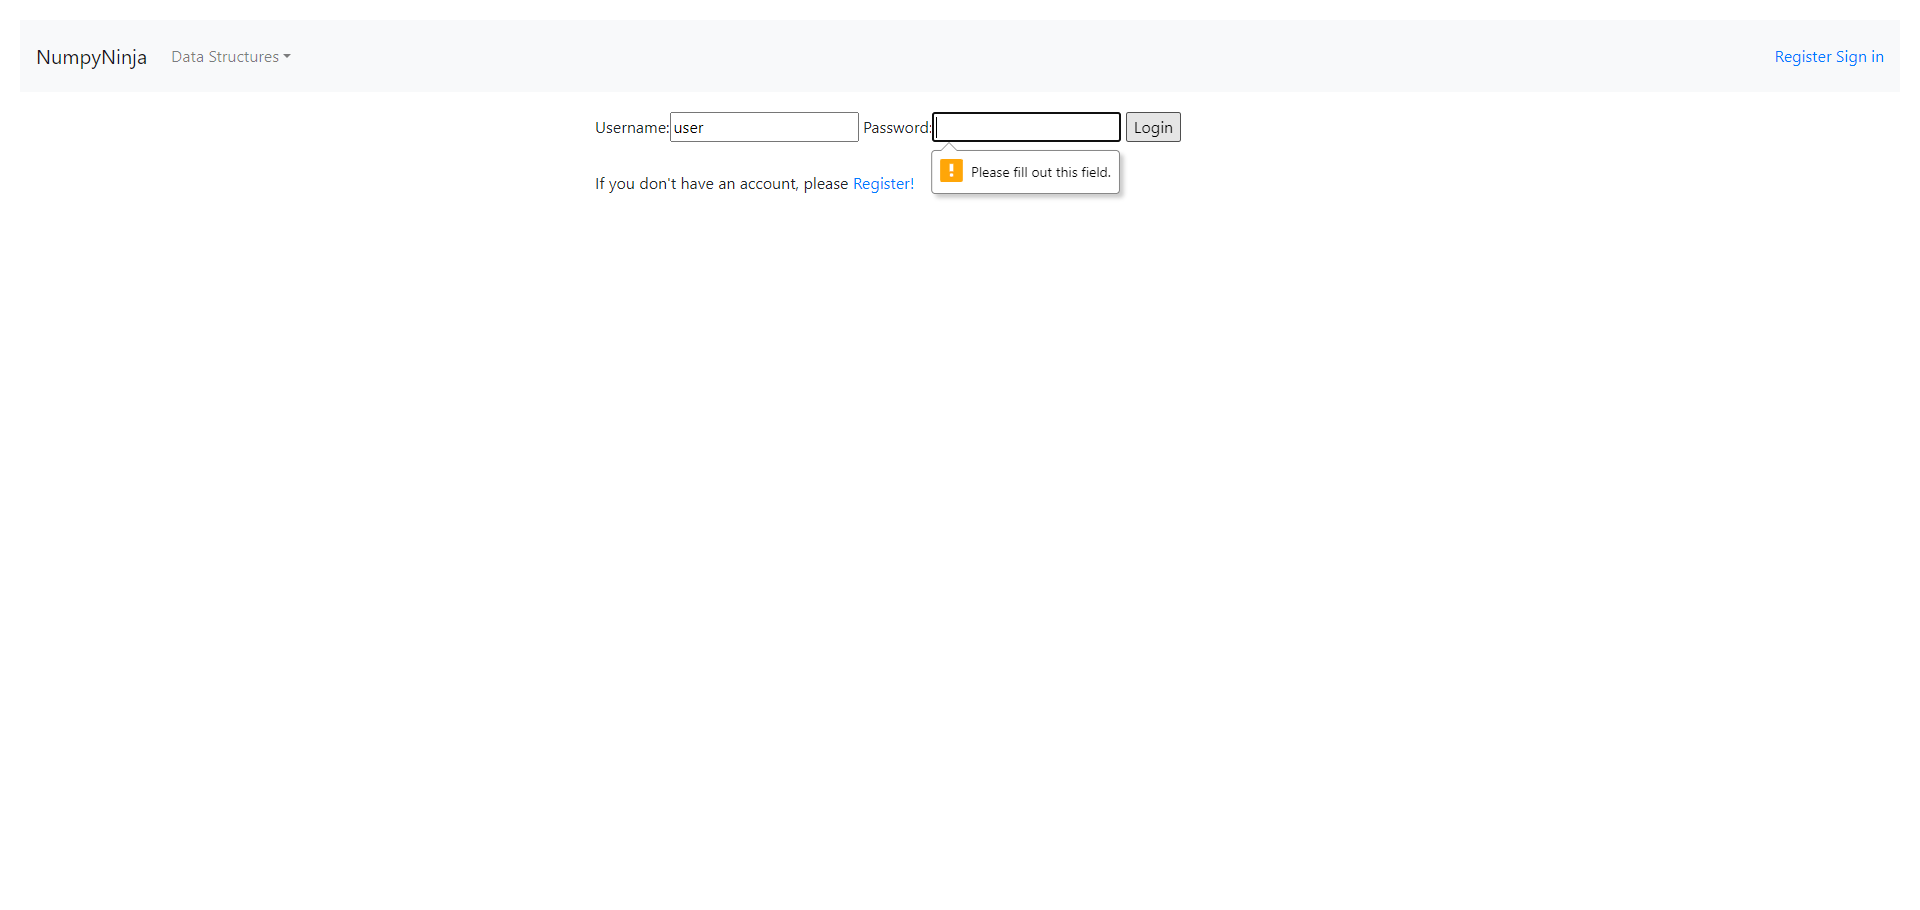 NumpyNinja Data Structures Register Sign in
Username: user Password: Login
Please fill out this field.
If you don't have an account, please Register!